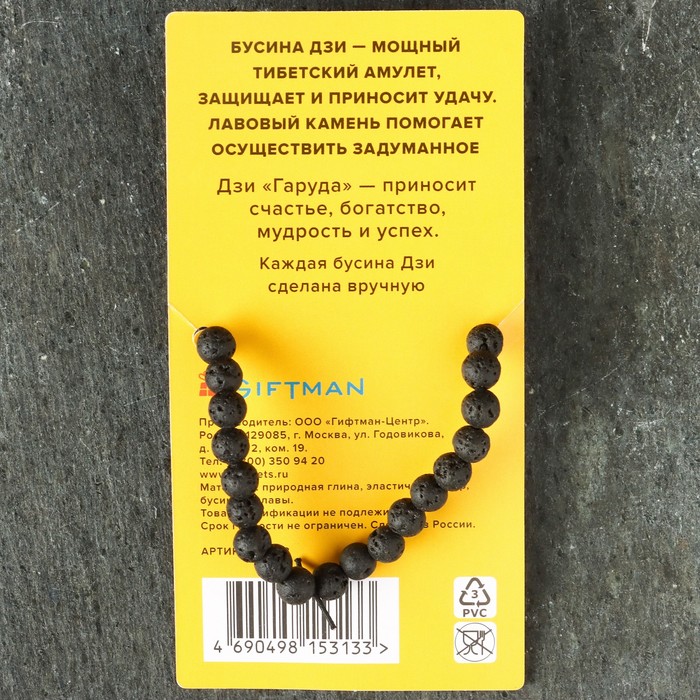 БУСИНА ДЗИ — МОЩНЫЙ
ТИБЕТСКИЙ АМУЛЕТ,
ЗАЩИЩАЕТ И ПРИНОСИТ УДАЧУ.
ЛАВОВЫЙ КАМЕНЬ ПОМОГАЕТ
ОСУЩЕСТВИТЬ ЗАДУМАННОЕ
Дзи «Гаруда» — приносит
счастье, богатство,
мудрость и успех.
Каждая бусина Дзи
сделана вручную
GIFTMAN
Производитель: ООО «Гифтман-Центр».
129085, г. Москва, ул. Годовикова,
ком. 19.
Тел. 350 94 20
природная глина,
Срок не ограничен. в России.
3
PVC
4 690498 153133 >